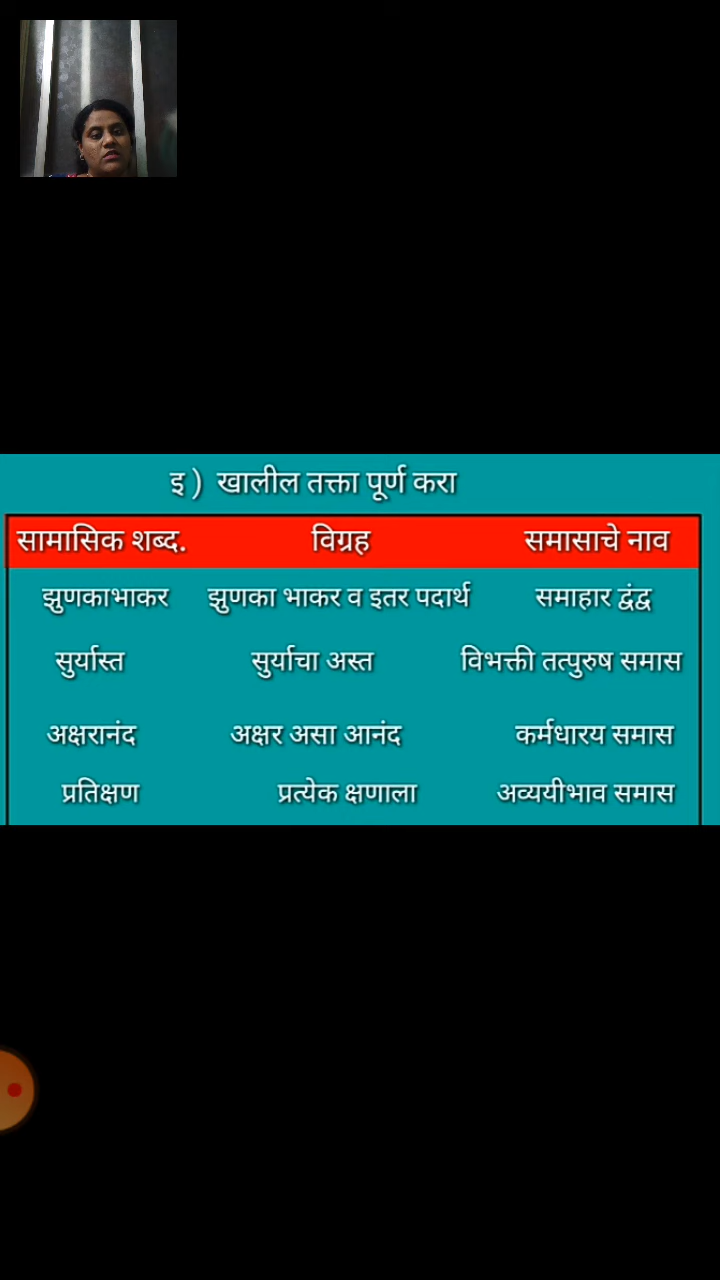 इ ) खालील तक्ता पूर्ण करा
सामासिक शब्द. विग्रह समासाचे नाव
झुणकाभाकर झुणका भाकर व इतर पदार्थ समाहार द्वंद्व
सुर्यास्त सुर्याचा अस्त विभक्ती तत्पुरुष समास
अक्षरानंद अक्षर असा आनंद कर्मधारय समास
प्रतिक्षण प्रत्येक क्षणाला अव्ययीभाव समास